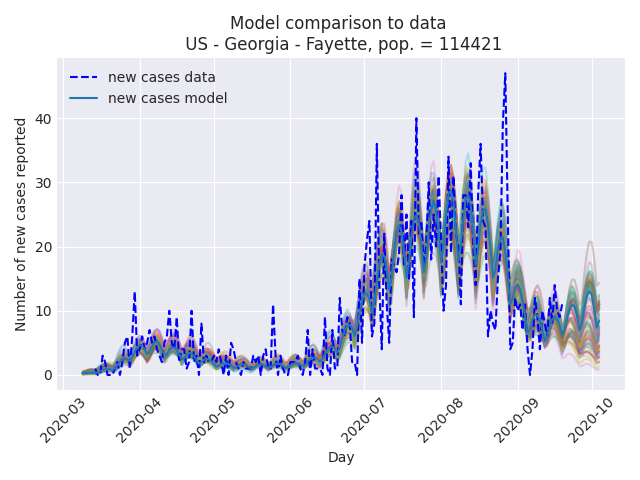 Model comparison to data
US - Georgia - Fayette, pop. = 114421
new cases data
new cases model
Number of new cases reported
40
30
20
10
0
2020-03
2020-04
2020-05
2020-06
2020-07
2020-08
2020-09
2020-10
Day